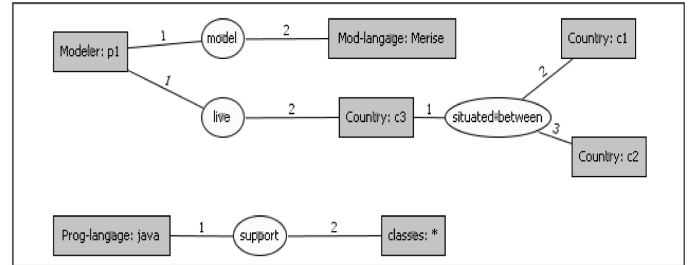 Modeler: p1
1
model
2
Mod-langage: Merise
Country: c1
1
live
2
Country: c3
1
situated-between
2
3
Country: c2
Prog-langage: java
1
support
2
classes: *